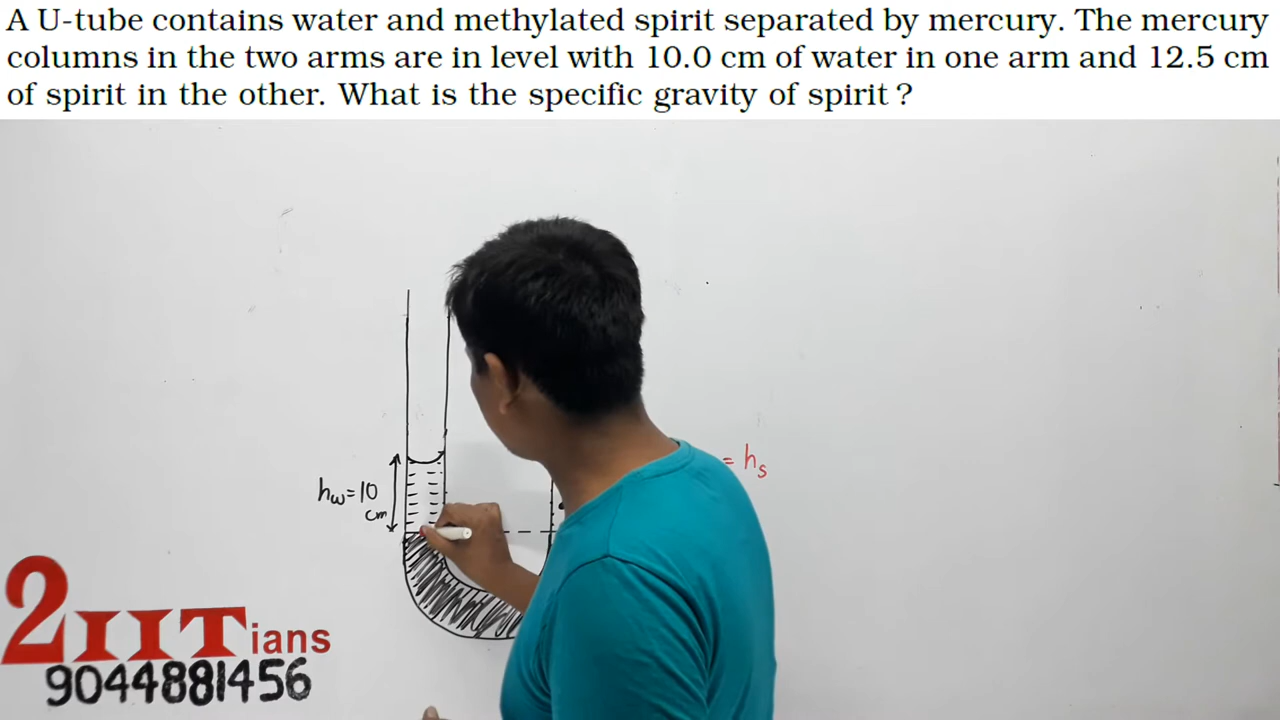 A U-tube contains water and methylated spirit separated by mercury. The mercury
columns in the two arms are in level with 10.0 cm of water in one arm and 12.5 cm
of spirit in the other. What is the specific gravity of spirit ?
= hs
hw=10
cm
2IITians
9044881456